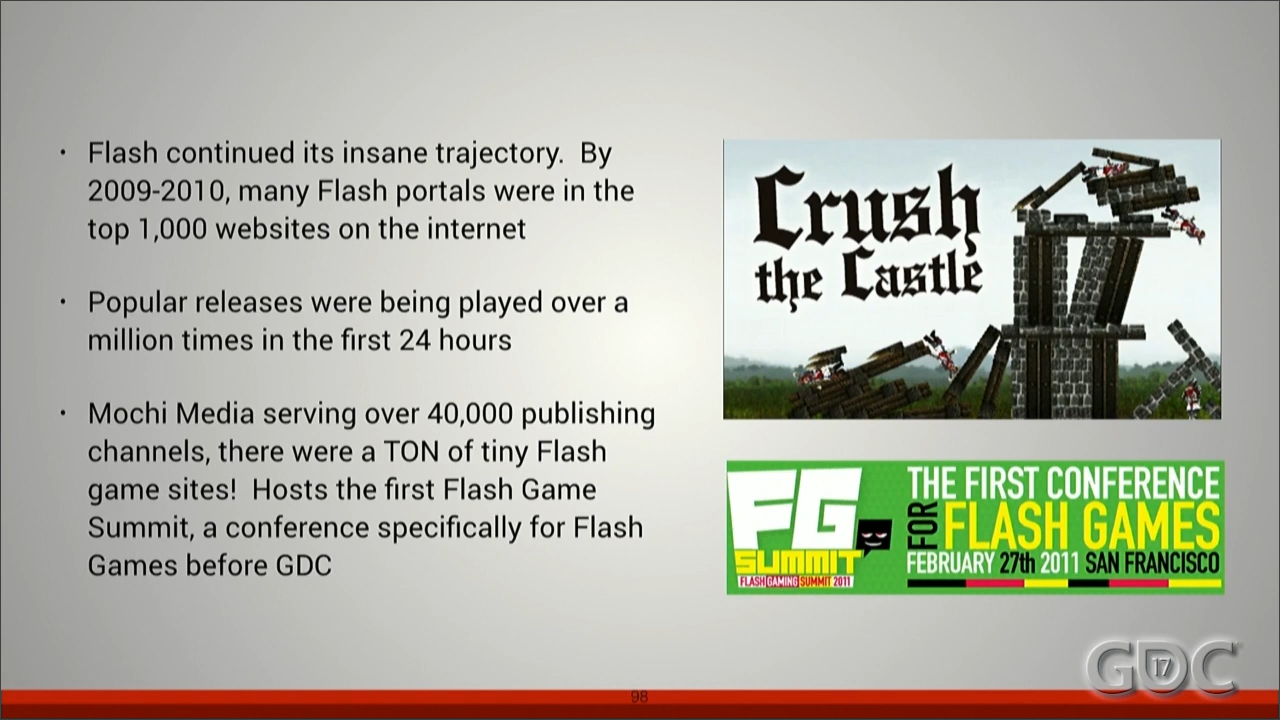 • Flash continued its insane trajectory.  By
2009-2010, many Flash portals were in the
top 1,000 websites on the internet
• Popular releases were being played over a
million times in the first 24 hours
• Mochi Media serving over 40,000 publishing
channels, there were a TON of tiny Flash
game sites!  Hosts the first Flash Game
Summit, a conference specifically for Flash
Games before GDC
Crush
the Castle
FG
SUMMIT
FLASH GAMING SUMMIT 2011
THE FIRST CONFERENCE
FOR FLASH GAMES
FEBRUARY 27th 2011 SAN FRANCISCO
GDC 17
98